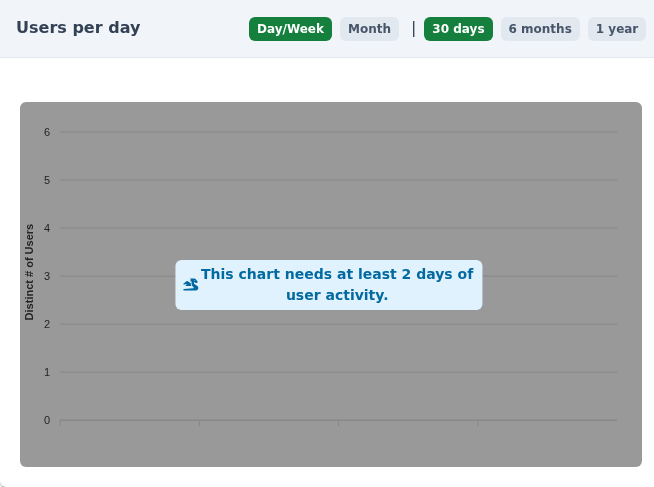 Users per day
Day/Week Month | 30 days 6 months 1 year
6
5
4
3
2
1
0
Distinct # of Users
This chart needs at least 2 days of
user activity.